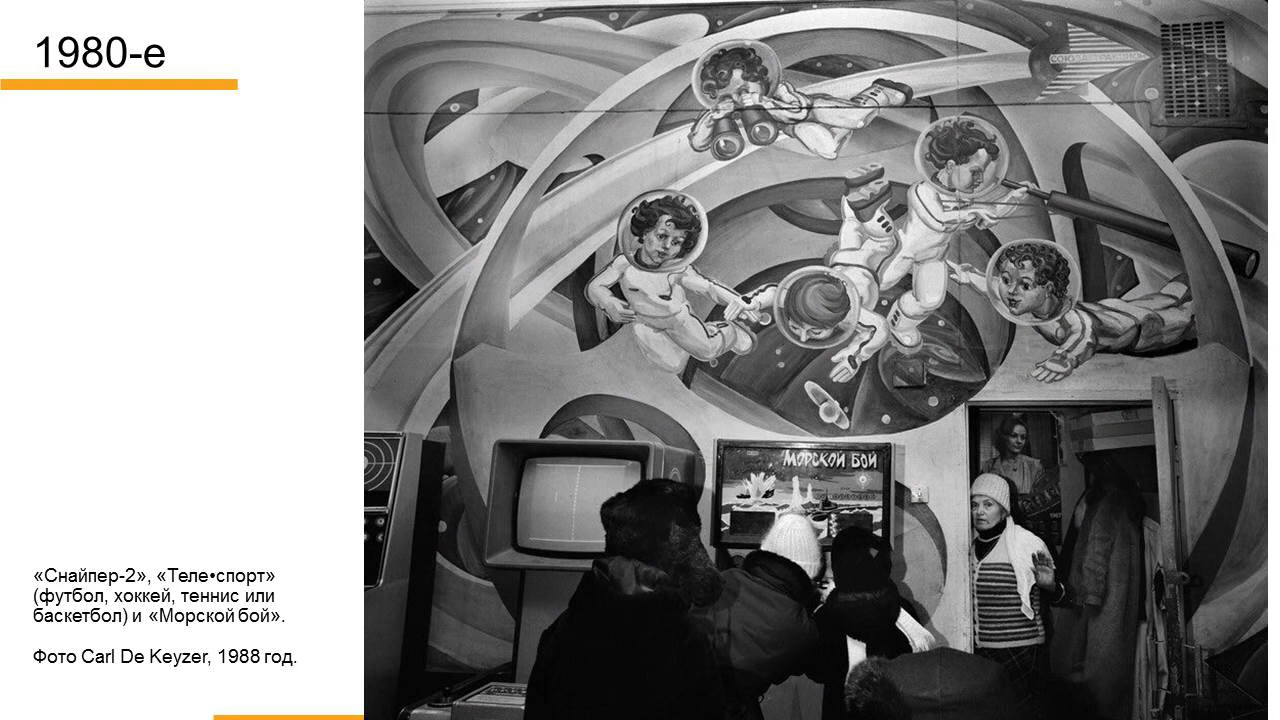 1980-е
«Снайпер-2», «Теле•спорт»
(футбол, хоккей, теннис или
баскетбол) и «Морской бой».
Фото Carl De Keyzer, 1988 год.
МОРСКОЙ БОЙ